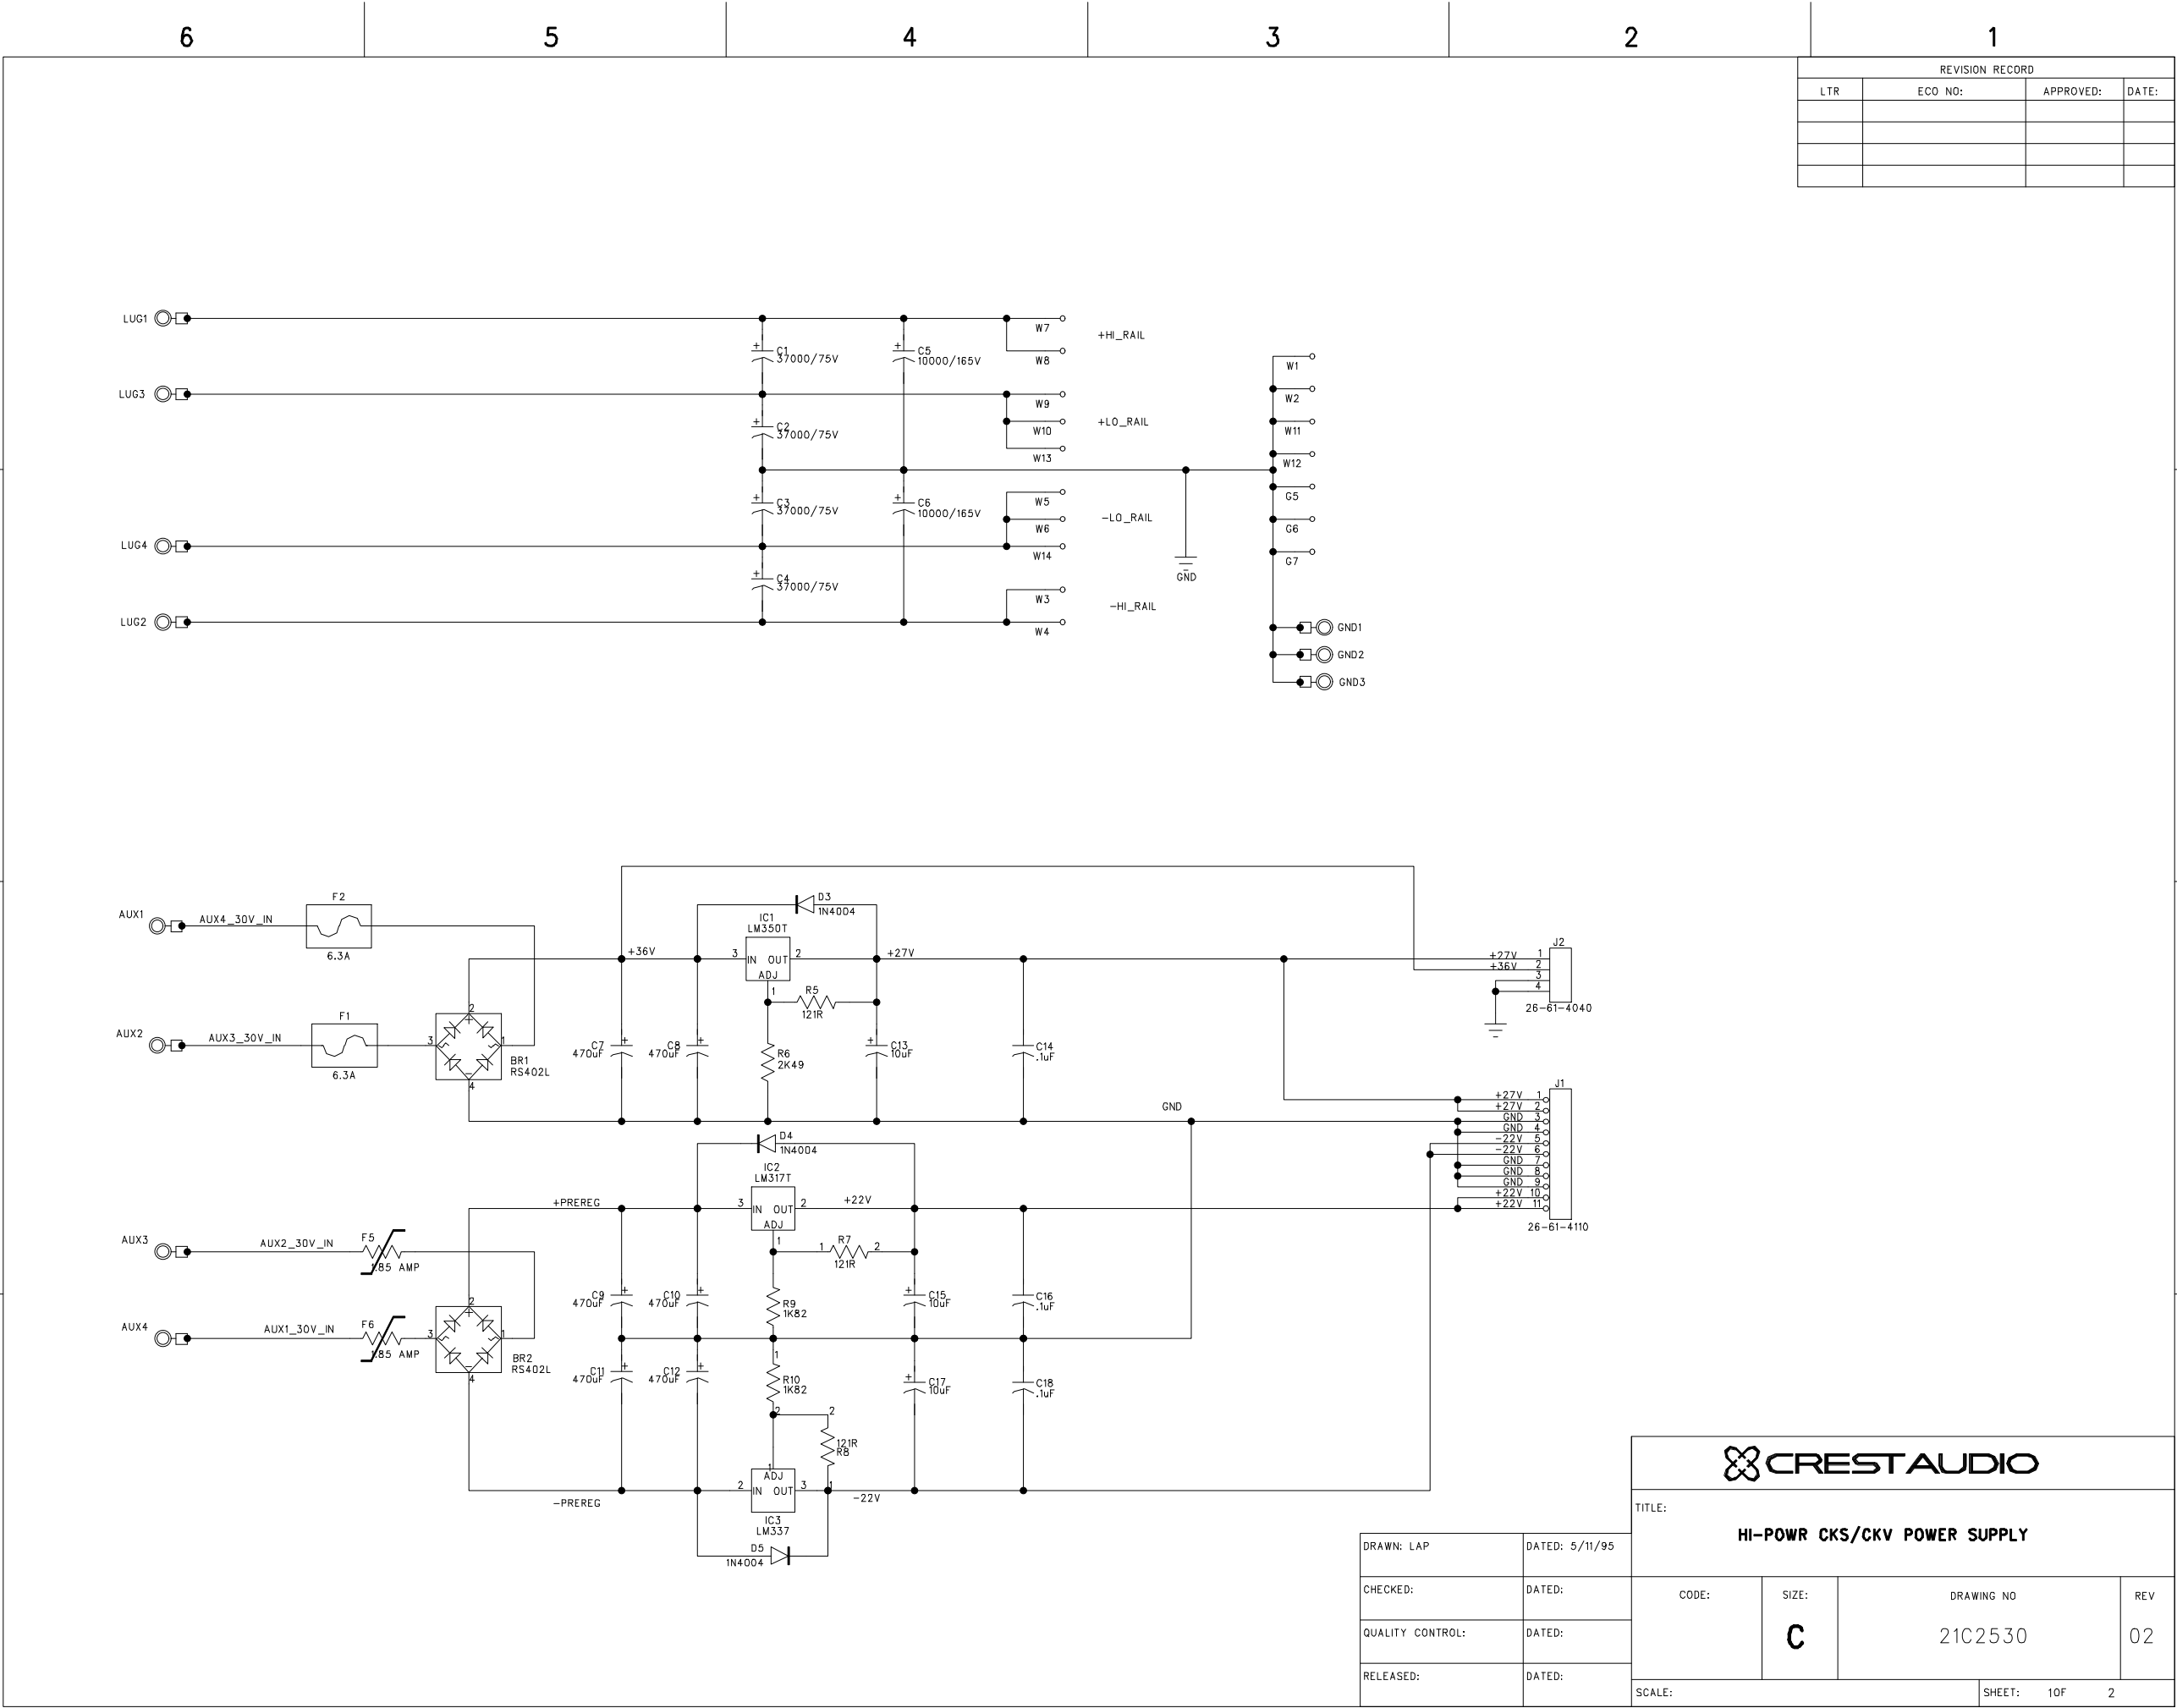 6 5 4 3 2 1
REVISION RECORD
LTR ECO NO: APPROVED: DATE:
LUG1
W7
+HI_RAIL
C1
37000/75V
C5
10000/165V
W8
W1
LUG3
W9
W2
C2
37000/75V
W10
+LO_RAIL
W11
W13
W12
C3
37000/75V
C6
10000/165V
W5
G5
-LO_RAIL
W6
G6
LUG4
W14
G7
GND
C4
37000/75V
W3
-HI_RAIL
LUG2
W4
GND1
GND2
GND3
F2
D3
1N4004
AUX1
AUX4_30V_IN
IC1
LM350T
6.3A
+36V
3 IN OUT 2
+27V
ADJ
1
J2
+27V 1
+36V 2
3
4
26-61-4040
R5
121R
F1
AUX2
AUX3_30V_IN
6.3A
2
+
3
1
-
4
BR1
RS402L
C7
470uF
+
C8
470uF
+
R6
2K49
+
C13
10uF
C14
.1uF
GND
J1
+27V 1
+27V 2
GND 3
GND 4
-22V 5
-22V 6
GND 7
GND 8
GND 9
+22V 10
+22V 11
26-61-4110
D4
1N4004
IC2
LM317T
+PREREG
3 IN OUT 2
+22V
ADJ
1
AUX3
AUX2_30V_IN
F5
1.85 AMP
1 R7 2
121R
AUX4
AUX1_30V_IN
F6
1.85 AMP
2
+
3
1
-
4
BR2
RS402L
C9
470uF
+
C10
470uF
+
R9
1K82
+
C15
10uF
C16
.1uF
C11
470uF
+
C12
470uF
+
1
R10
1K82
2
+
C17
10uF
C18
.1uF
2
121R
R8
1
1
ADJ
2 IN OUT 3
-22V
-PREREG
IC3
LM337
D5
1N4004
CREST AUDIO
TITLE:
HI-POWR CKS/CKV POWER SUPPLY
DRAWN: LAP DATED: 5/11/95
CHECKED: DATED:
QUALITY CONTROL: DATED:
RELEASED: DATED:
CODE: SIZE: DRAWING NO REV
C 21C2530 02
SCALE: SHEET: 1OF 2